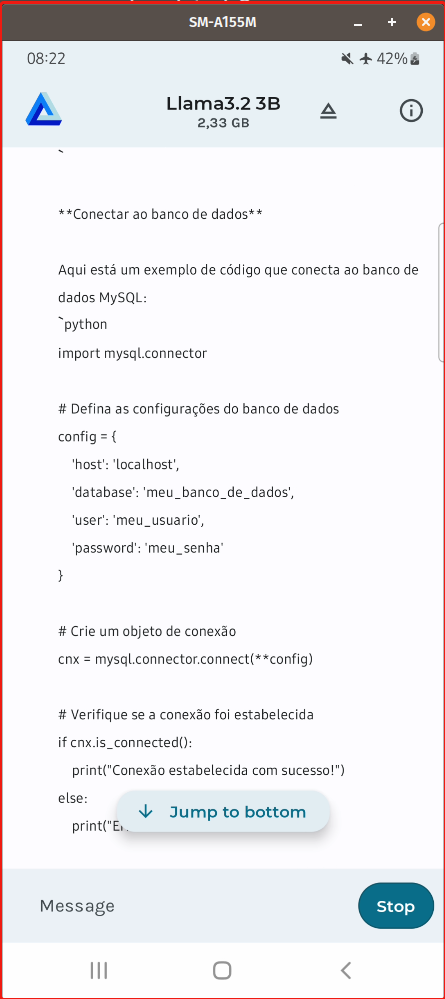 SM-A155M
08:22
42%
Llama3.2 3B
2,33 GB
`
**Conectar ao banco de dados**
Aqui está um exemplo de código que conecta ao banco de
dados MySQL:
`python
import mysql.connector
# Defina as configurações do banco de dados
config = {
'host': 'localhost',
'database': 'meu_banco_de_dados',
'user': 'meu_usuario',
'password': 'meu_senha'
}
# Crie um objeto de conexão
cnx = mysql.connector.connect(**config)
# Verifique se a conexão foi estabelecida
if cnx.is_connected():
print("Conexão estabelecida com sucesso!")
else:
Jump to bottom
print("E
Message
Stop